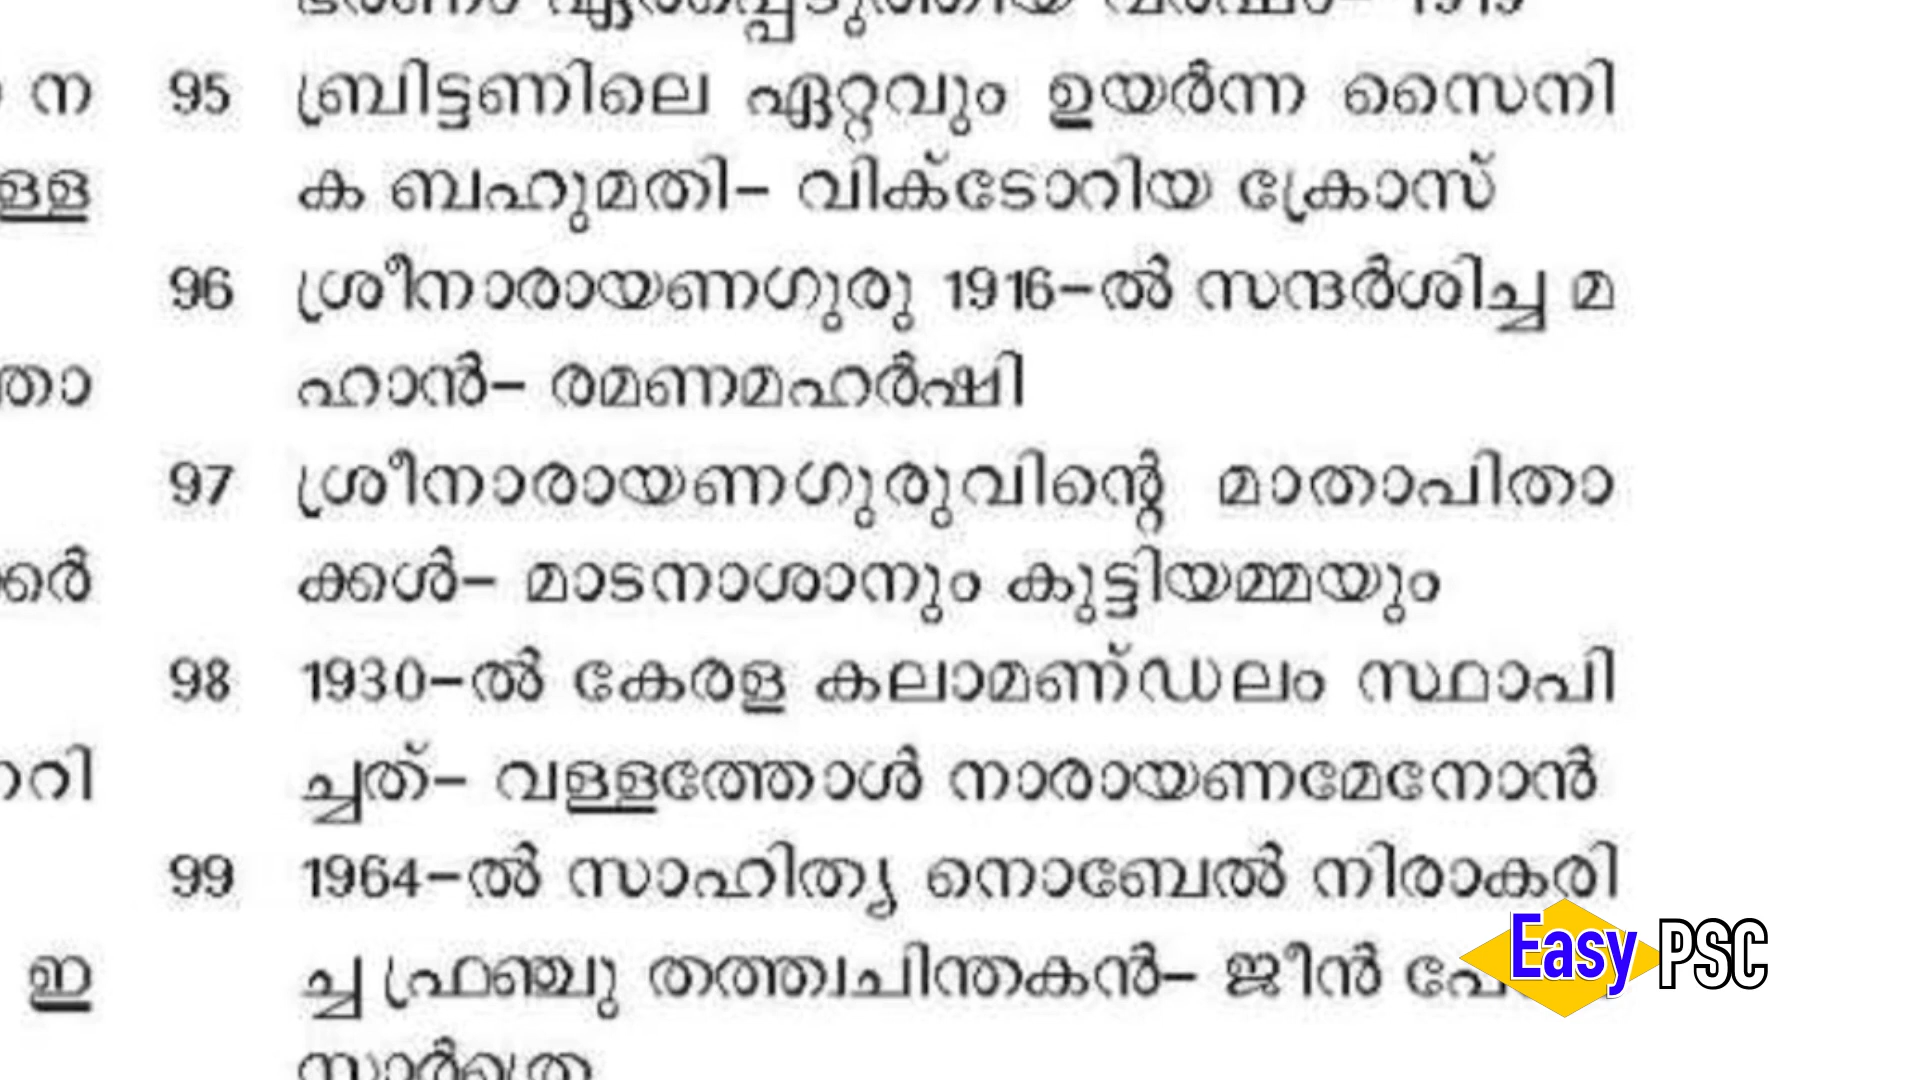 95 ബ്രിട്ടണിലെ ഏറ്റവും ഉയർന്ന സൈനി
ക ബഹുമതി– വിക്ടോറിയ ക്രോസ്
96 ശ്രീനാരായണഗുരു 1916–ൽ സന്ദർശിച്ച മ
ഹാൻ– രമണമഹർഷി
97 ശ്രീനാരായണഗുരുവിന്റെ മാതാപിതാ
ക്കൾ– മാടനാശാനും കുട്ടിയമ്മയും
98 1930–ൽ കേരള കലാമണ്ഡലം സ്ഥാപി
ച്ചത്– വള്ളത്തോൾ നാരായണമേനോൻ
99 1964–ൽ സാഹിത്യ നൊബേൽ നിരാകരി
ച്ച ഫ്രഞ്ചു തത്ത്വചിന്തകൻ– ജീൻ
Easy PSC